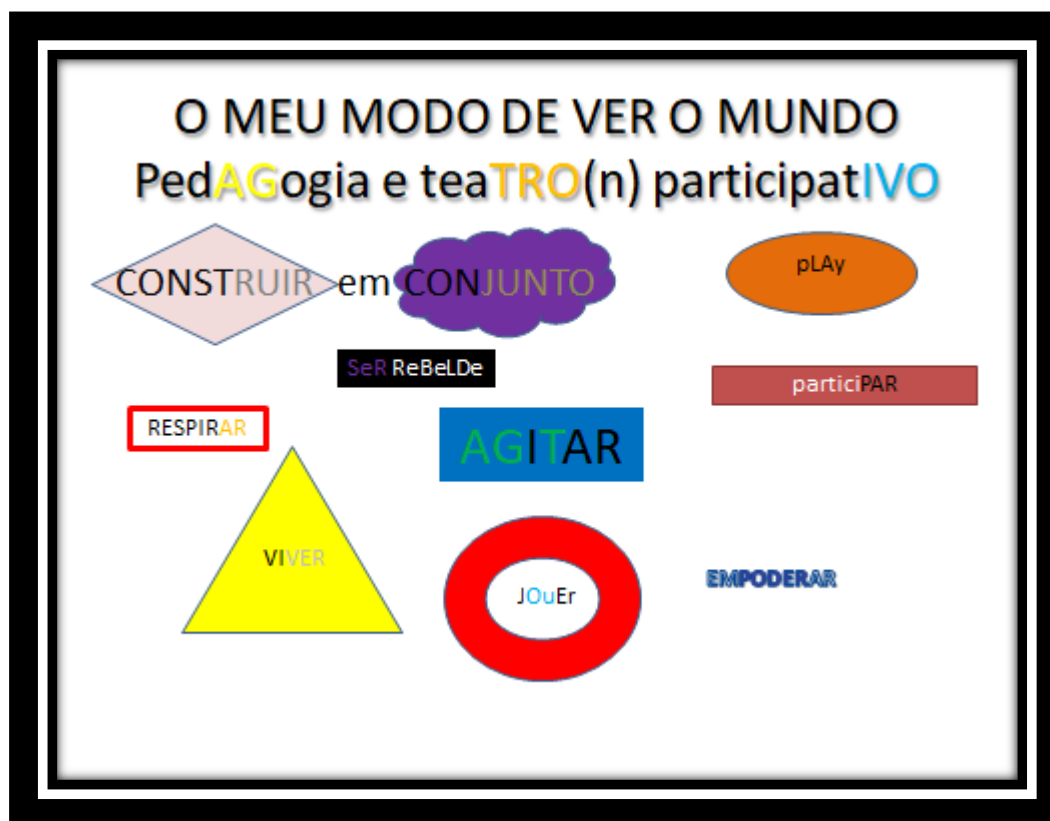 O MEU MODO DE VER O MUNDO
PedAGogia e teaTRO(n) participatIVO
CONSTRUIR em CONJUNTO
pLAy
SeR ReBeLDe
particiPAR
RESPIRAR
AGITAR
VIVER
JOuEr
EMPODERAR